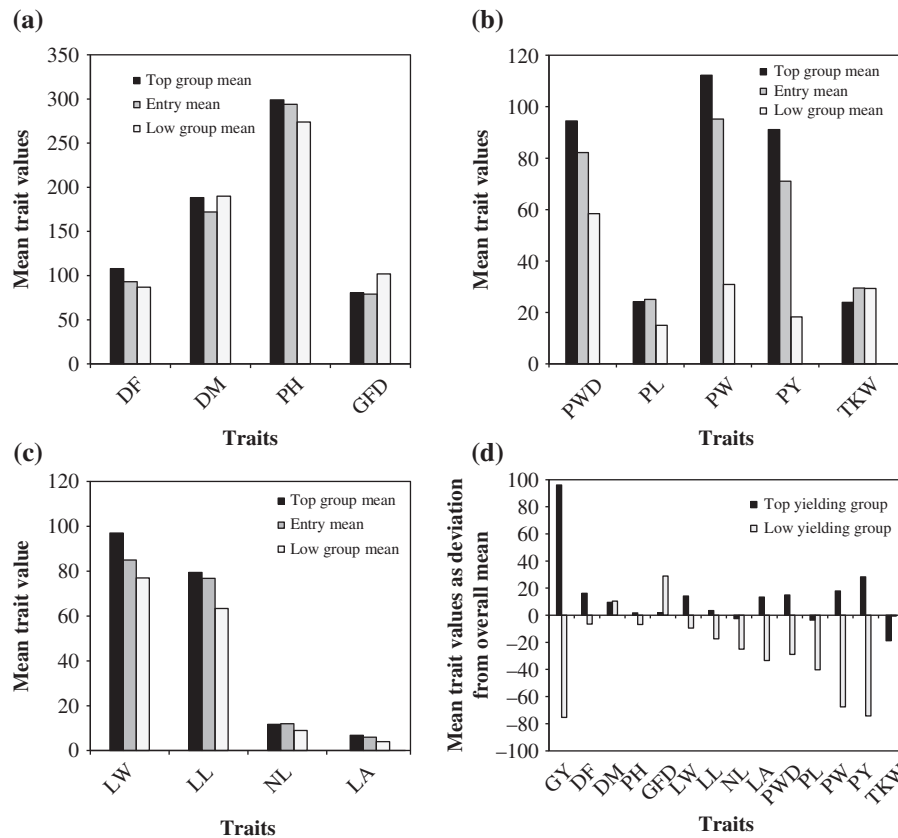 (a)
Mean trait values
350
300
250
200
150
100
50
0
Top group mean
Entry mean
Low group mean
DF
DM
PH
GFD
Traits
(b)
Mean trait values
120
100
80
60
40
20
0
Top group mean
Entry mean
Low group mean
PWD
PL
PW
PY
TKW
Traits
(c)
Mean trait value
120
100
80
60
40
20
0
Top group mean
Entry mean
Low group mean
LW
LL
NL
LA
Traits
(d)
Mean trait values as deviation
from overall mean
100
80
60
40
20
0
−20
−40
−60
−80
−100
Top yielding group
Low yielding group
GY
DF
DM
PH
GFD
LW
LL
NL
LA
PWD
PL
PW
PY
TKW
Traits